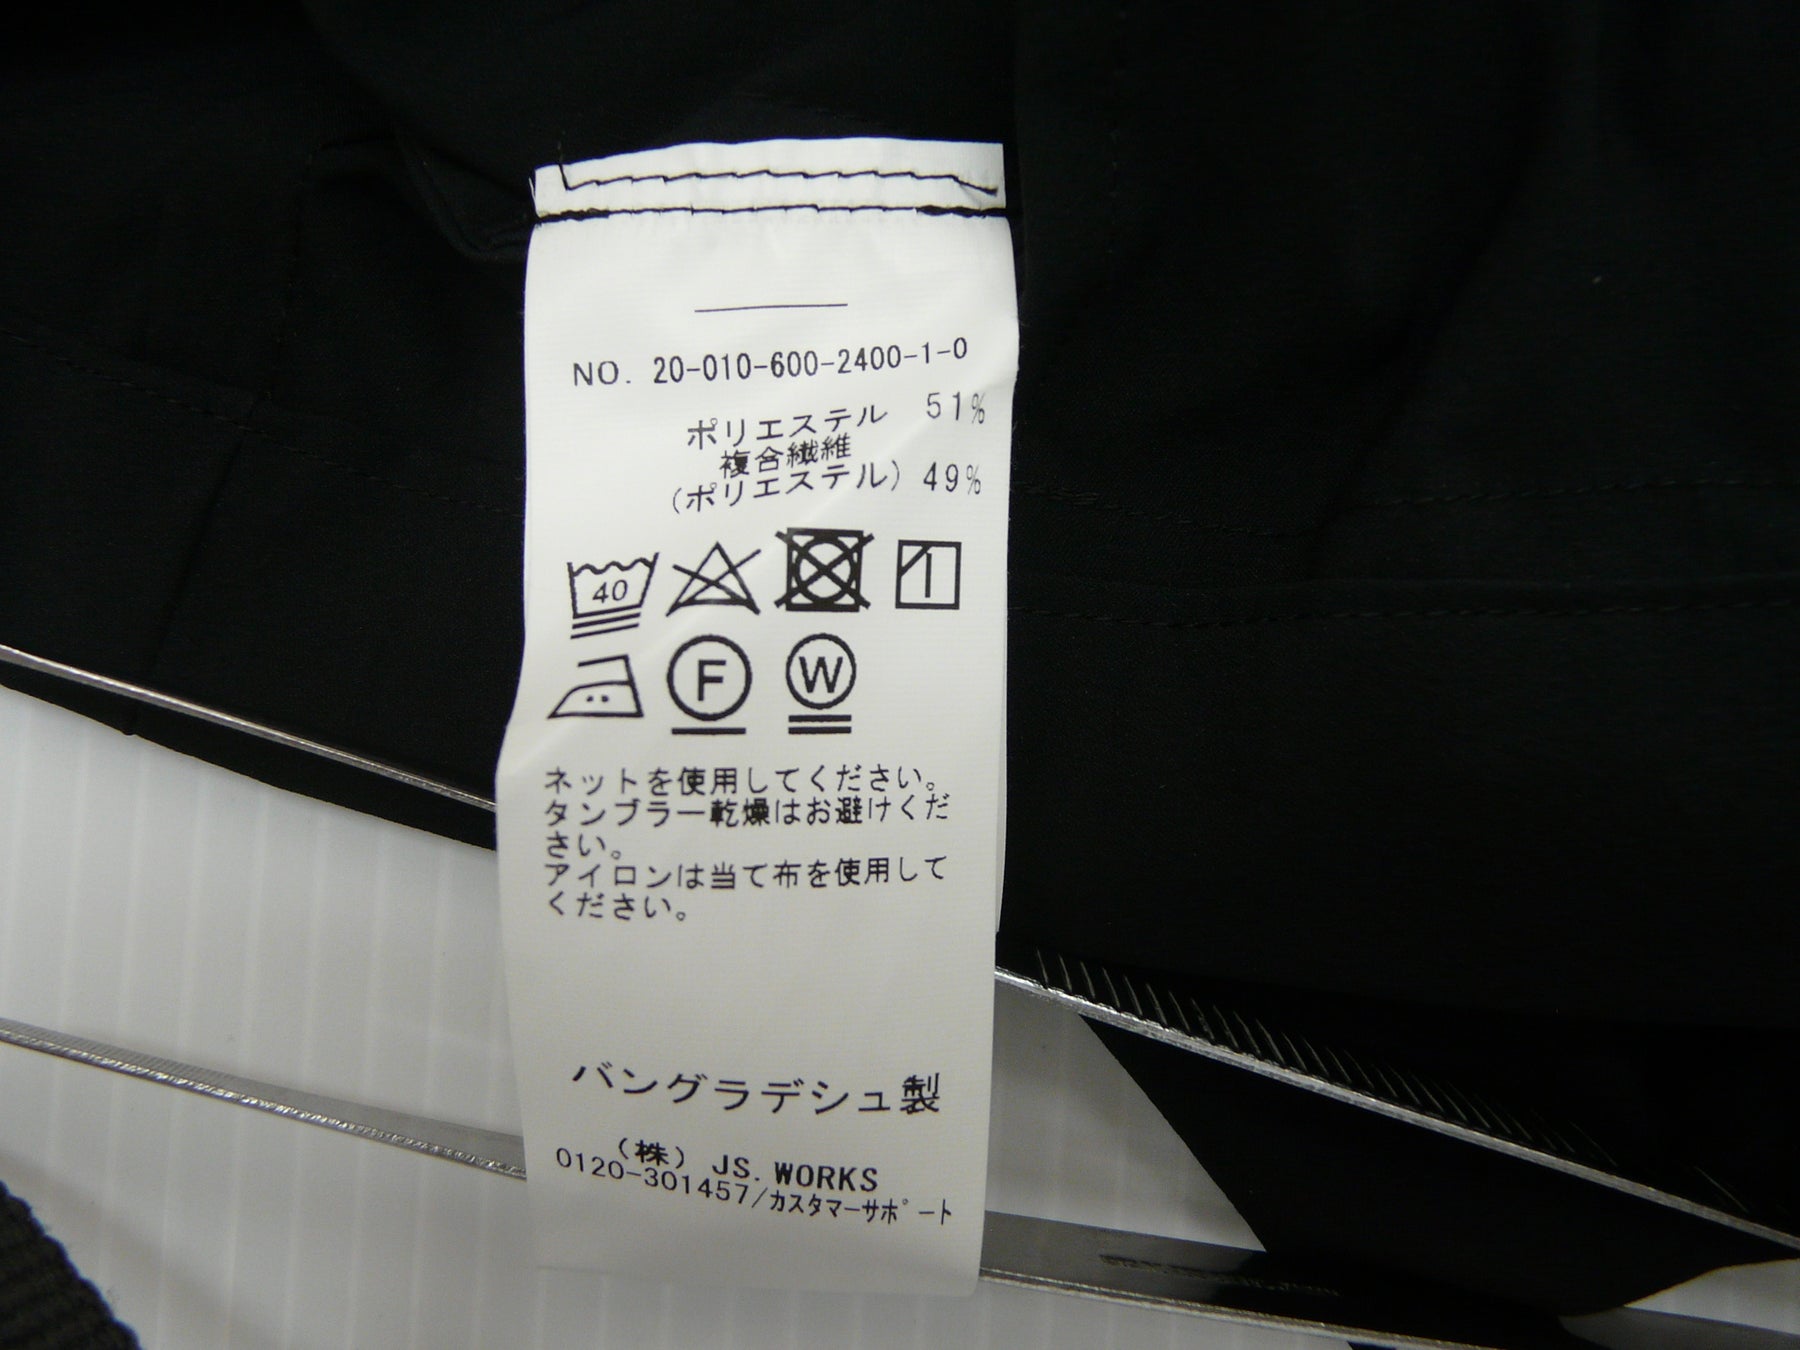 NO. 20-010-600-2400-1-0
ポリエステル 51%
複合繊維
(ポリエステル) 49%
40
F W
ネットを使用してください。
タンブラー乾燥はお避けくだ
さい。
アイロンは当て布を使用して
ください。
バングラデシュ製
(株) JS. WORKS
0120-301457/カスタマーサポート